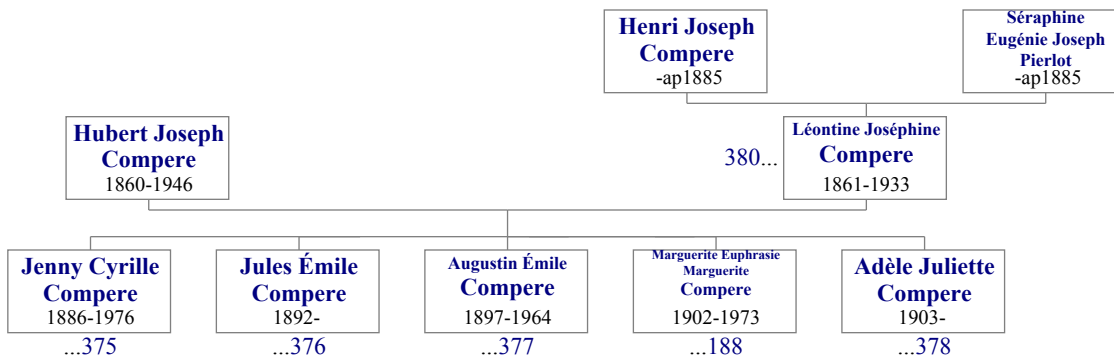 Henri Joseph
Compere
-ap1885
Séraphine
Eugénie Joseph
Pierlot
-ap1885
Hubert Joseph
Compere
1860-1946
380...
Léontine Joséphine
Compere
1861-1933
Jenny Cyrille
Compere
1886-1976
...375
Jules Émile
Compere
1892-
...376
Augustin Émile
Compere
1897-1964
...377
Marguerite Euphrasie
Marguerite
Compere
1902-1973
...188
Adèle Juliette
Compere
1903-
...378